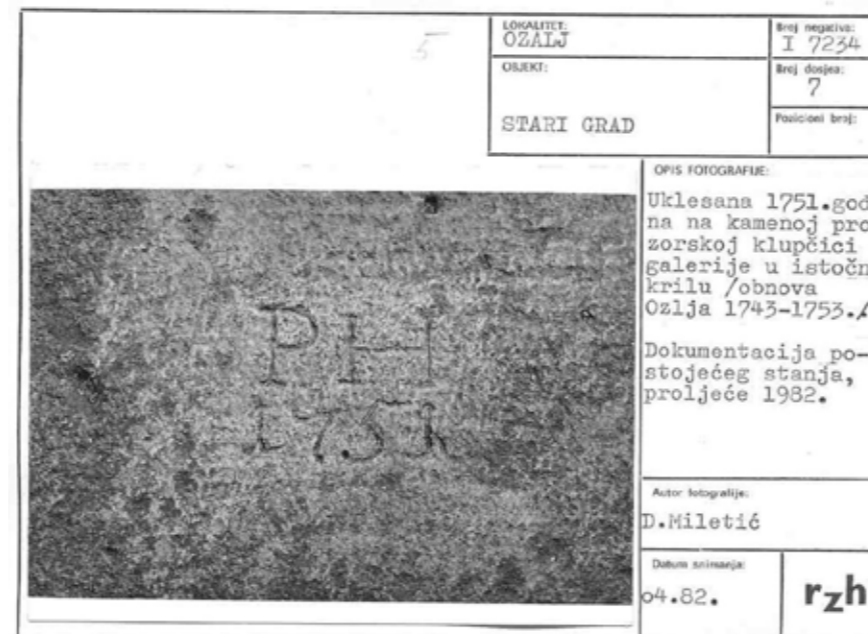 5
LOKALITET:
OZALJ
Broj negativa:
I 7234
OBJEKT:
STARI GRAD
Broj dosjea:
7
Pozicioni broj:
OPIS FOTOGRAFIJE:
Uklesana 1751.god
na na kamenoj pro
zorskoj klupčici
galerije u istočn
krilu /obnova
Ozlja 1743-1753./
Dokumentacija po-
stojećeg stanja,
proljeće 1982.
PH
Autor fotografije:
D.Miletić
Datum snimanja:
o4.82.
rzh